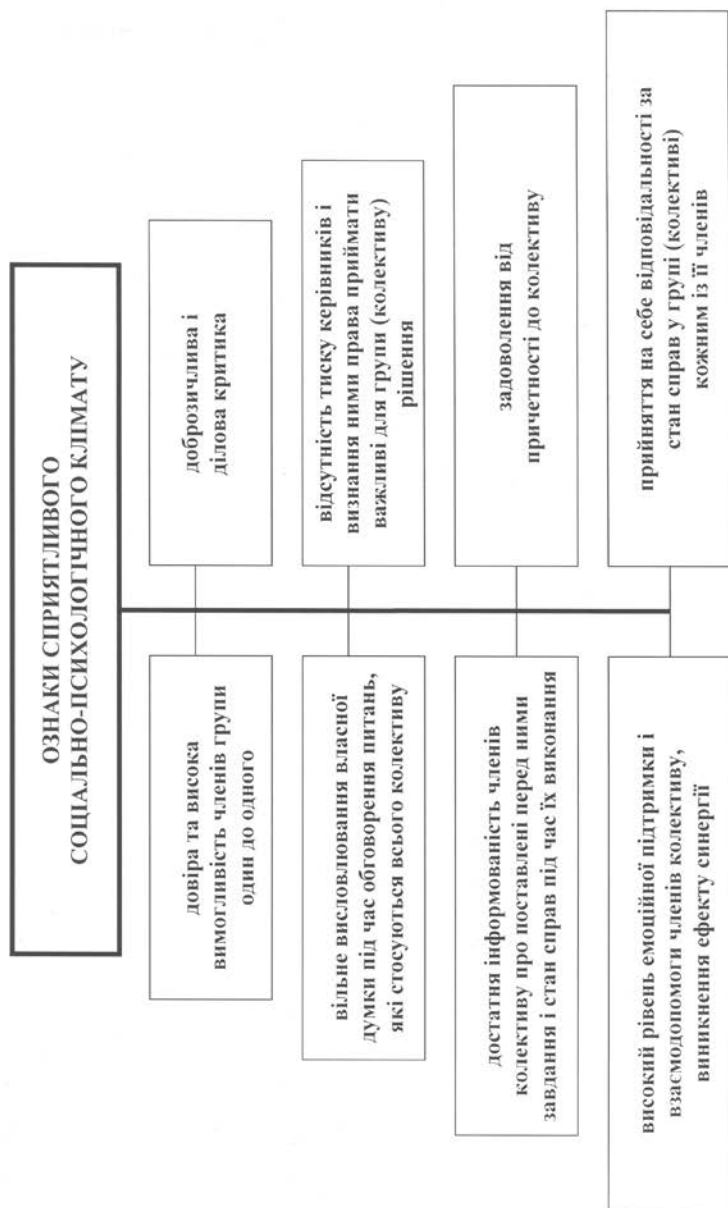 ОЗНАКИ СПРИЯТЛИВОГО
СОЦІАЛЬНО-ПСИХОЛОГІЧНОГО КЛІМАТУ
довіра та висока
вимогливість членів групи
один до одного
доброзичлива і
ділова критика
вільне висловлювання власної
думки під час обговорення питань,
які стосуються всього колективу
відсутність тиску керівників і
визнання ними права приймати
важливі для групи (колективу)
рішення
достатня інформованість членів
колективу про поставлені перед ними
завдання і стан справ під час їх виконання
задоволення від
причетності до колективу
високий рівень емоційної підтримки і
взаємодопомоги членів колективу,
виникнення ефекту синергії
прийняття на себе відповідальності за
стан справ у групі (колективі)
кожним із її членів